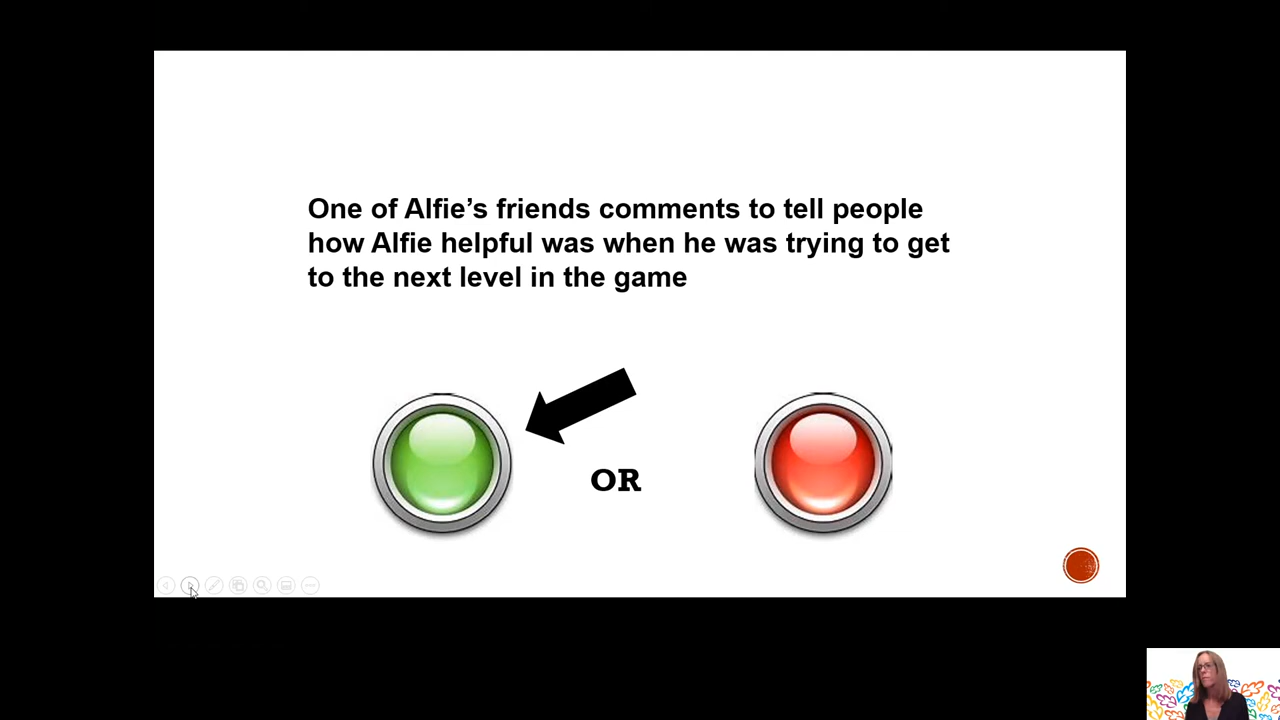 One of Alfie’s friends comments to tell people
how Alfie helpful was when he was trying to get
to the next level in the game
OR